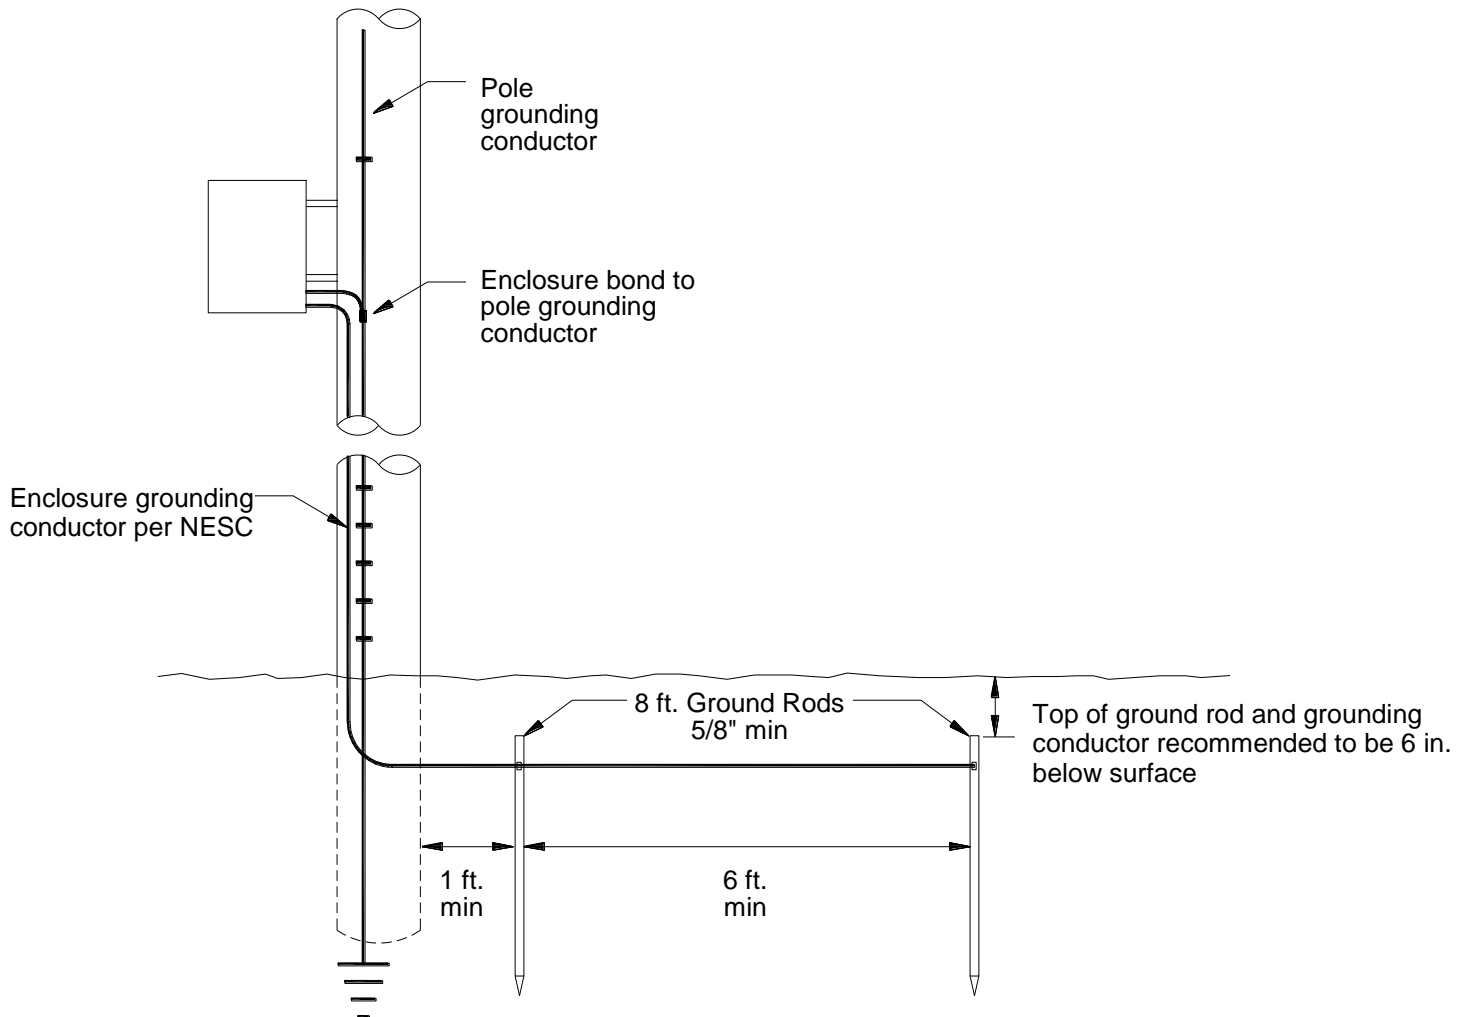 Pole
grounding
conductor
Enclosure bond to
pole grounding
conductor
Enclosure grounding
conductor per NESC
8 ft. Ground Rods
5/8" min
Top of ground rod and grounding
conductor recommended to be 6 in.
below surface
1 ft.
min
6 ft.
min